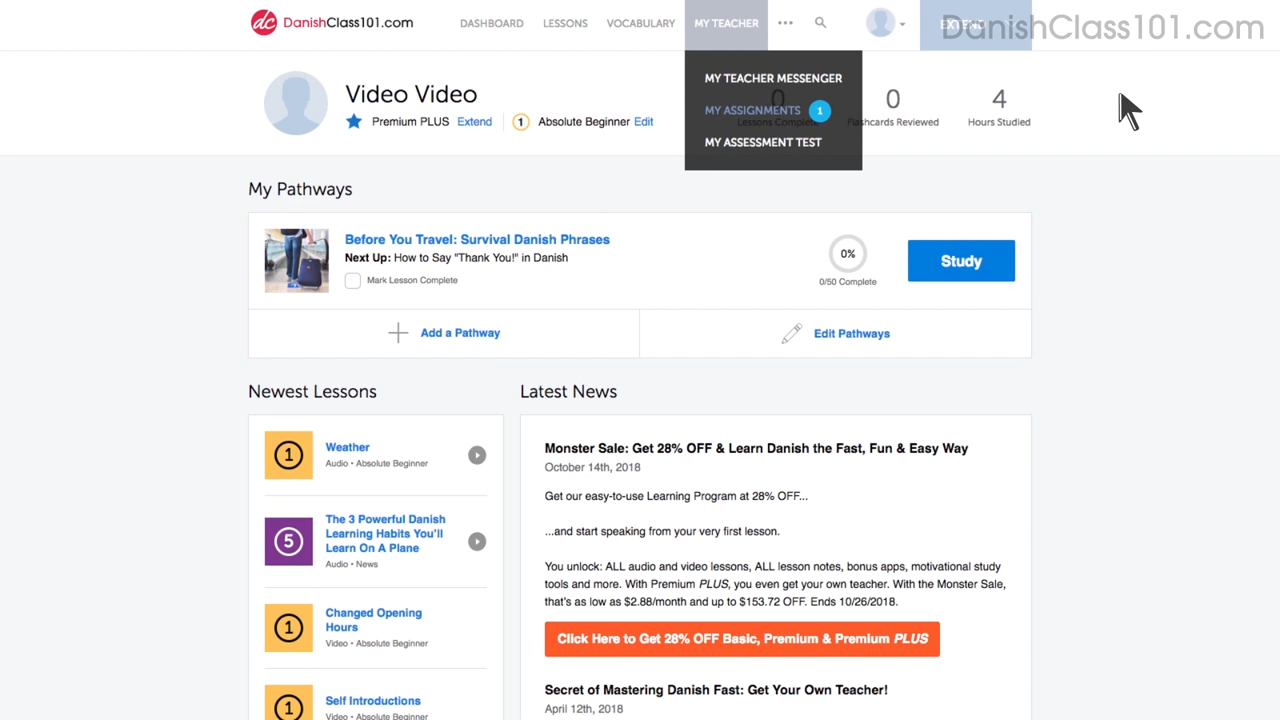 DanishClass101.com
DASHBOARD LESSONS VOCABULARY MY TEACHER ••• EXTEND
DanishClass101.com
MY TEACHER MESSENGER
MY ASSIGNMENTS 1
MY ASSESSMENT TEST
Video Video
Premium PLUS Extend 1 Absolute Beginner Edit
0
Lessons Complete
0
Flashcards Reviewed
4
Hours Studied
My Pathways
Before You Travel: Survival Danish Phrases
Next Up: How to Say "Thank You!" in Danish
Mark Lesson Complete
0%
0/50 Complete
Study
Add a Pathway
Edit Pathways
Newest Lessons
1
Weather
Audio • Absolute Beginner
5
The 3 Powerful Danish
Learning Habits You'll
Learn On A Plane
Audio • News
1
Changed Opening
Hours
Video • Absolute Beginner
1
Self Introductions
Video • Absolute Beginner
Latest News
Monster Sale: Get 28% OFF & Learn Danish the Fast, Fun & Easy Way
October 14th, 2018
Get our easy-to-use Learning Program at 28% OFF...
...and start speaking from your very first lesson.
You unlock: ALL audio and video lessons, ALL lesson notes, bonus apps, motivational study
tools and more. With Premium PLUS, you even get your own teacher. With the Monster Sale,
that's as low as $2.88/month and up to $153.72 OFF. Ends 10/26/2018.
Click Here to Get 28% OFF Basic, Premium & Premium PLUS
Secret of Mastering Danish Fast: Get Your Own Teacher!
April 12th, 2018